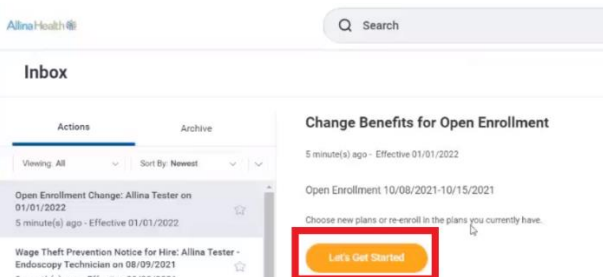 Allina Health
Search
Inbox
Actions
Archive
Viewing: All
Sort By: Newest
Open Enrollment Change: Allina Tester on
01/01/2022
5 minute(s) ago - Effective 01/01/2022
Wage Theft Prevention Notice for Hire: Allina Tester -
Endoscopy Technician on 08/09/2021
Change Benefits for Open Enrollment
5 minute(s) ago - Effective 01/01/2022
Open Enrollment 10/08/2021-10/15/2021
Choose new plans or re-enroll in the plans you currently have.
Let's Get Started